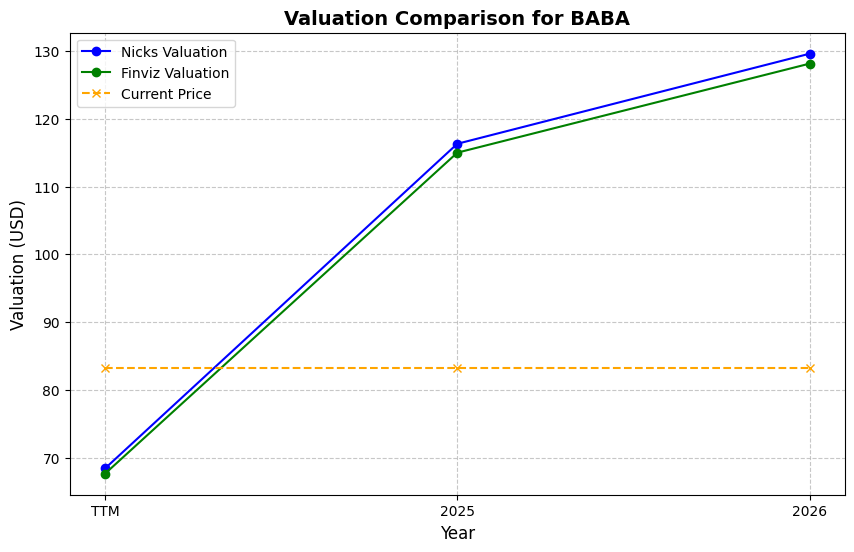 Valuation Comparison for BABA
Nicks Valuation
Finviz Valuation
Current Price
130
120
110
100
90
80
70
Valuation (USD)
TTM 2025 2026
Year